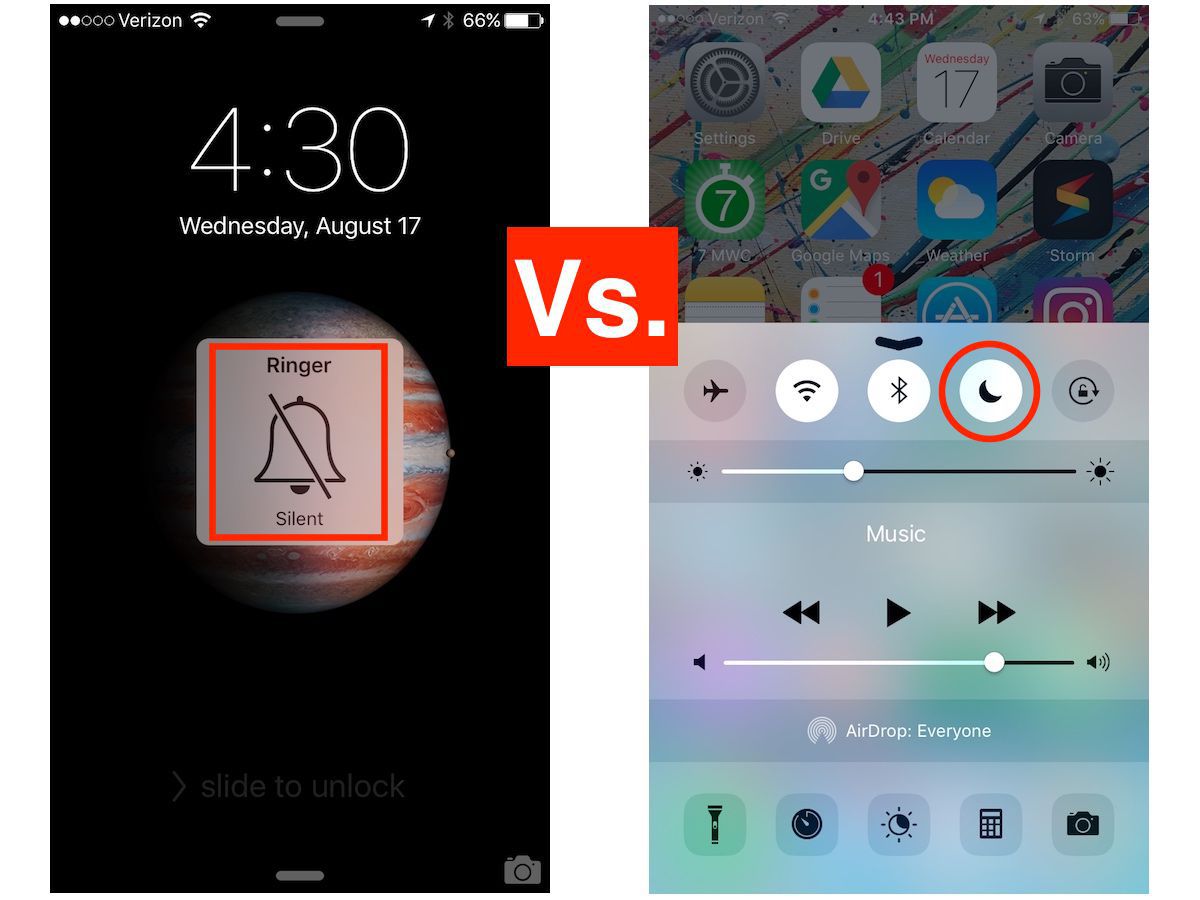 Verizon 66%
4:30
Wednesday, August 17
Ringer
Silent
slide to unlock
Vs.
Verizon 4:43 PM 63%
Wednesday
17
Settings Drive Calendar Camera
7 G
7 MWC Google Maps Weather Storm
1
Music
AirDrop: Everyone